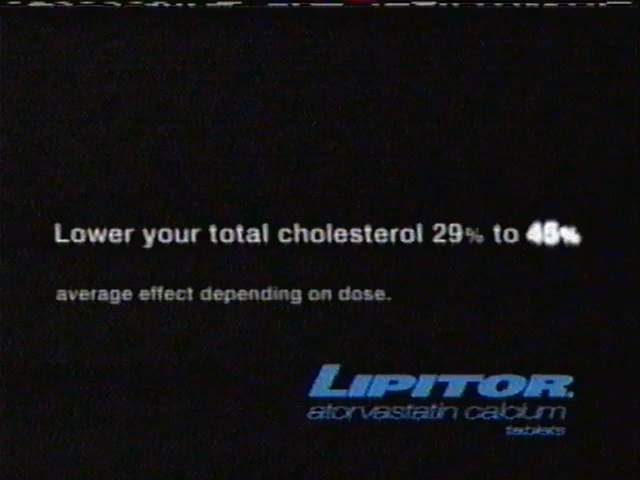 Lower your total cholesterol 29% to 45%
average effect depending on dose.
LIPITOR.
atorvastatin calcium
tablets